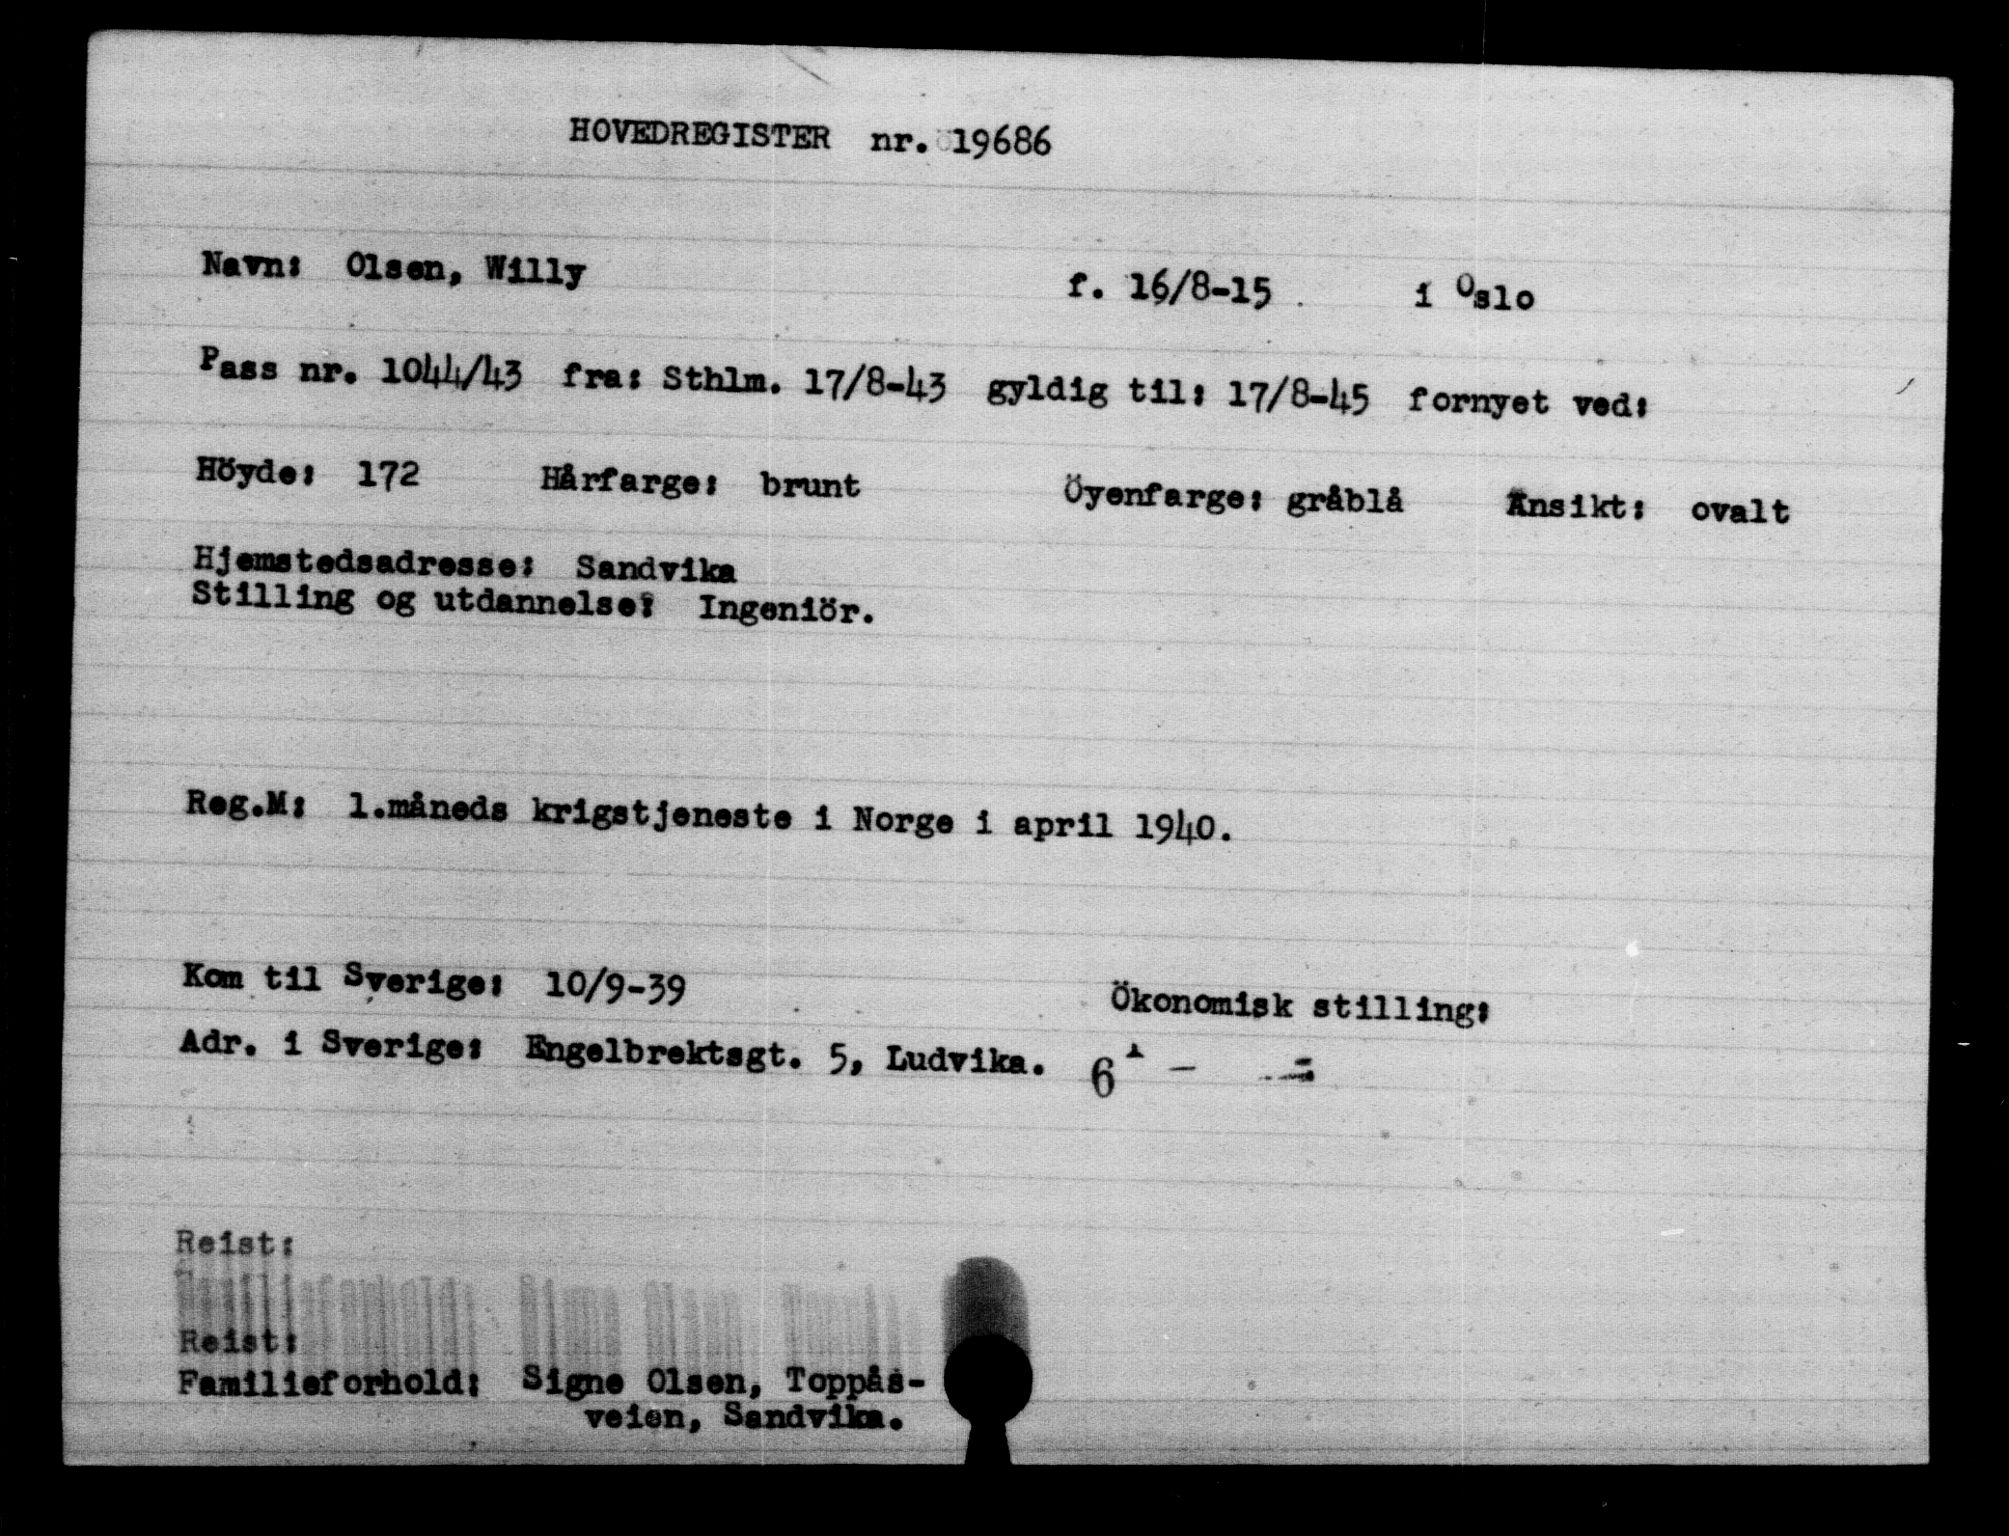 HOVEDREGISTER nr. 19686
Navn: Olsen, Willy f. 16/8-15 i Oslo
Pass nr. 1044/43 fra: Sthlm. 17/8-43 gyldig til: 17/8-45 fornyet ved:
Höyde: 172 Hårfarge: brunt Öyenfarge: gråblå Ansikt: ovalt
Hjemstedsadresse: Sandvika
Stilling og utdannelse: Ingeniör.
Reg.M: 1.måneds krigstjeneste i Norge i april 1940.
Kom til Sverige: 10/9-39 Ökonomisk stilling:
Adr. i Sverige: Engelbrektsgt. 5, Ludvika. 6
Reist:
Reist:
Familieforhold: Signe Olsen, Toppås-
veien, Sandvika.